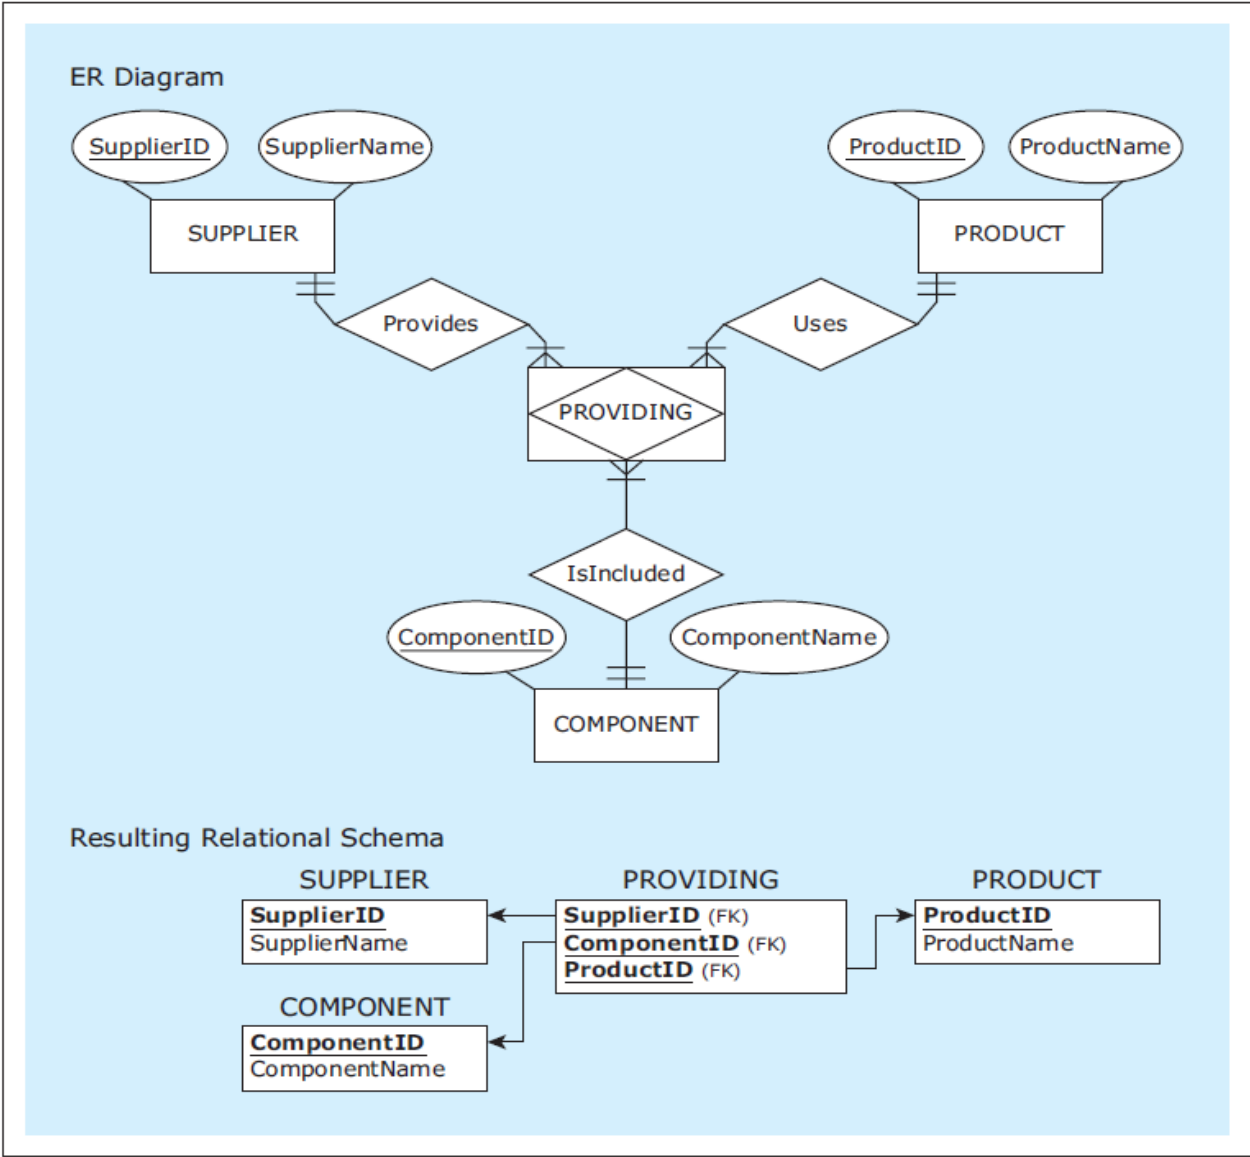 ER Diagram
SupplierID
SupplierName
ProductID
ProductName
SUPPLIER
PRODUCT
Provides
Uses
PROVIDING
IsIncluded
ComponentID
ComponentName
COMPONENT
Resulting Relational Schema
SUPPLIER
SupplierID
SupplierName
PROVIDING
SupplierID (FK)
ComponentID (FK)
ProductID (FK)
PRODUCT
ProductID
ProductName
COMPONENT
ComponentID
ComponentName